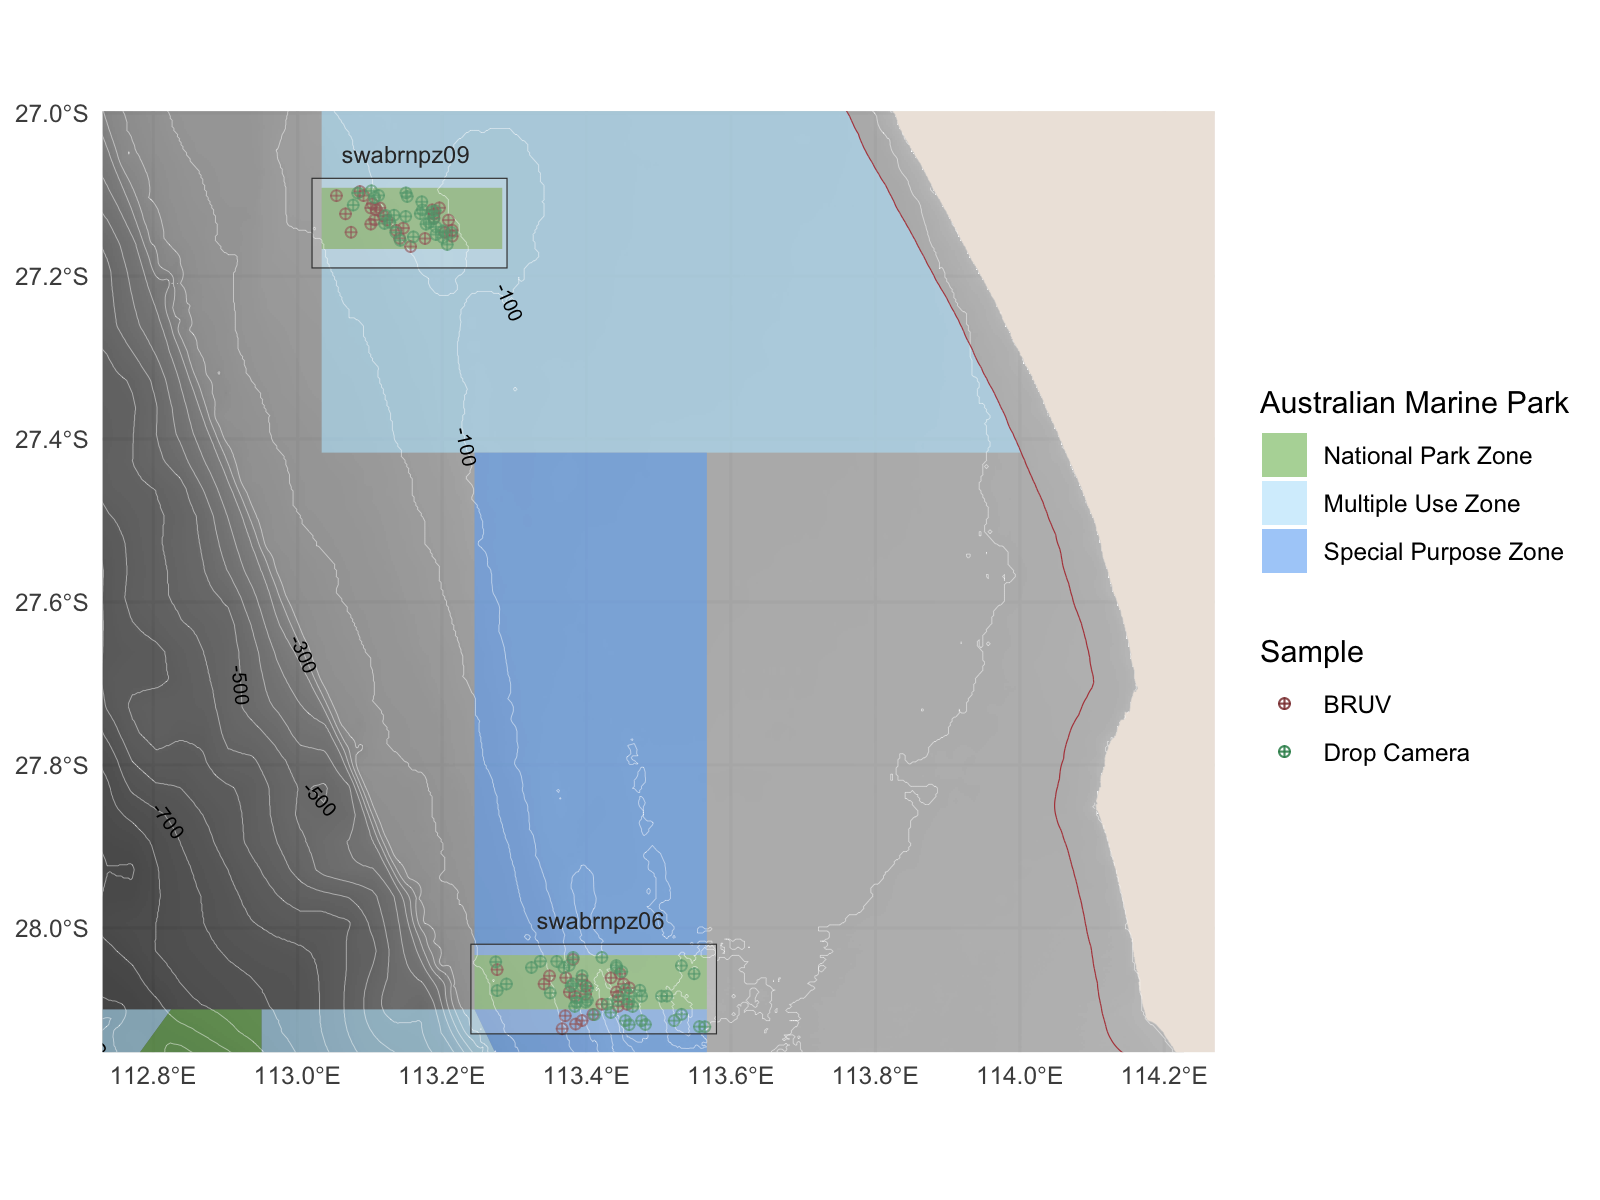 27.0°S
27.2°S
27.4°S
27.6°S
27.8°S
28.0°S
swabrnpz09
-100
-100
-300
-500
-500
-700
swabrnpz06
112.8°E
113.0°E
113.2°E
113.4°E
113.6°E
113.8°E
114.0°E
114.2°E
Australian Marine Park
National Park Zone
Multiple Use Zone
Special Purpose Zone
Sample
BRUV
Drop Camera